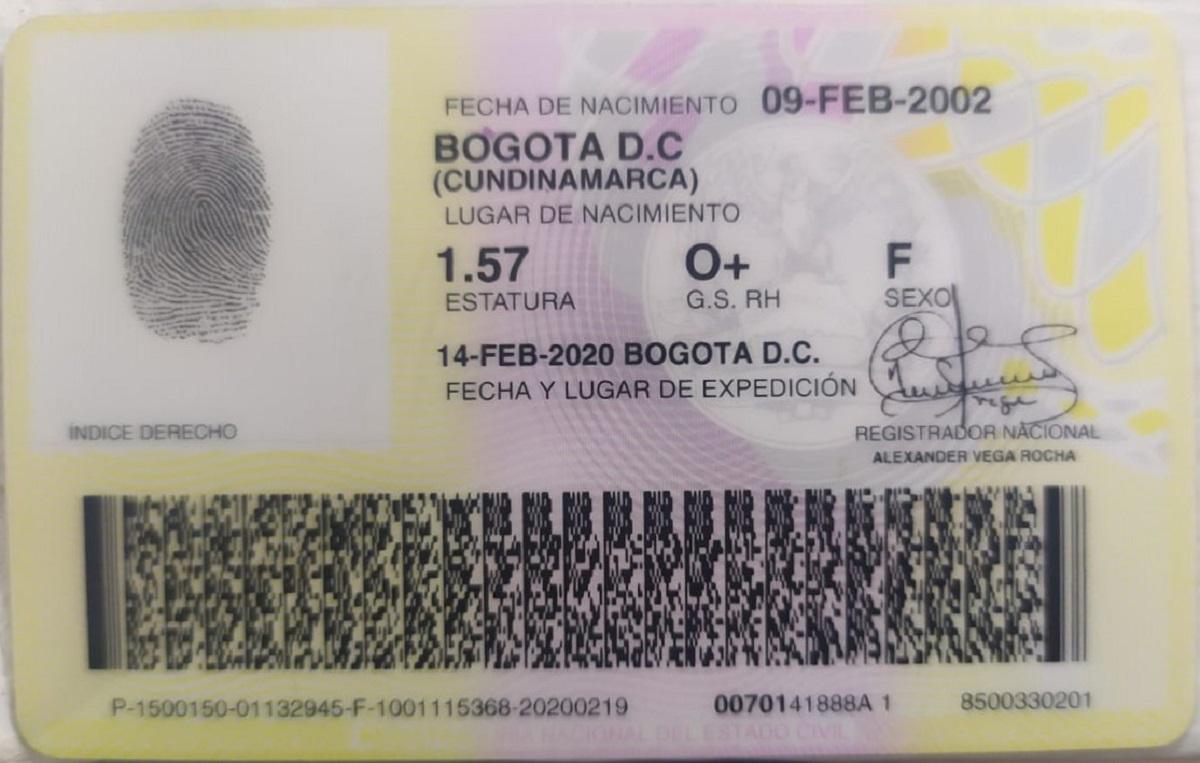 FECHA DE NACIMIENTO 09-FEB-2002
BOGOTA D.C
(CUNDINAMARCA)
LUGAR DE NACIMIENTO
1.57 O+ F
ESTATURA G.S. RH SEXO
14-FEB-2020 BOGOTA D.C.
FECHA Y LUGAR DE EXPEDICIÓN
INDICE DERECHO
REGISTRADOR NACIONAL
ALEXANDER VEGA ROCHA
P-1500150-01132945-F-1001115368-20200219 0070141888A 1 8500330201
NACIONAL DEL ESTADO CIVIL